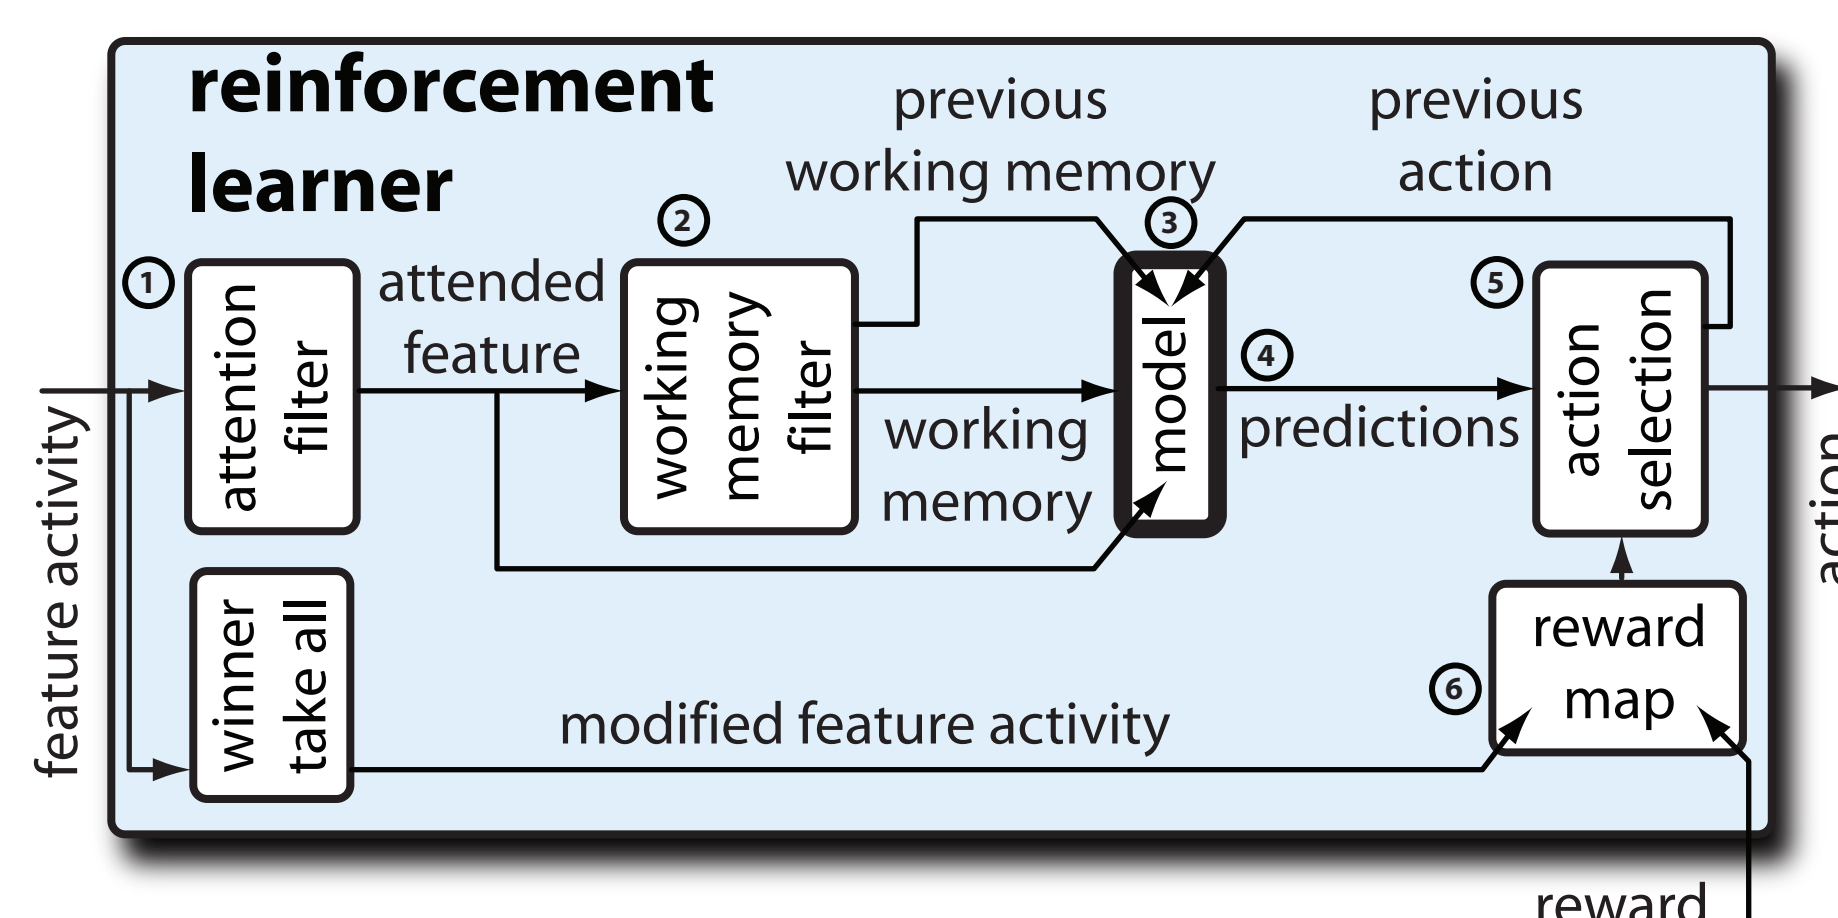 reinforcement
learner
previous
working memory
previous
action
1
2
3
4
5
6
attention
filter
attended
feature
working
memory
filter
working
memory
model
predictions
action
selection
action
feature activity
winner
take all
modified feature activity
reward
map
reward